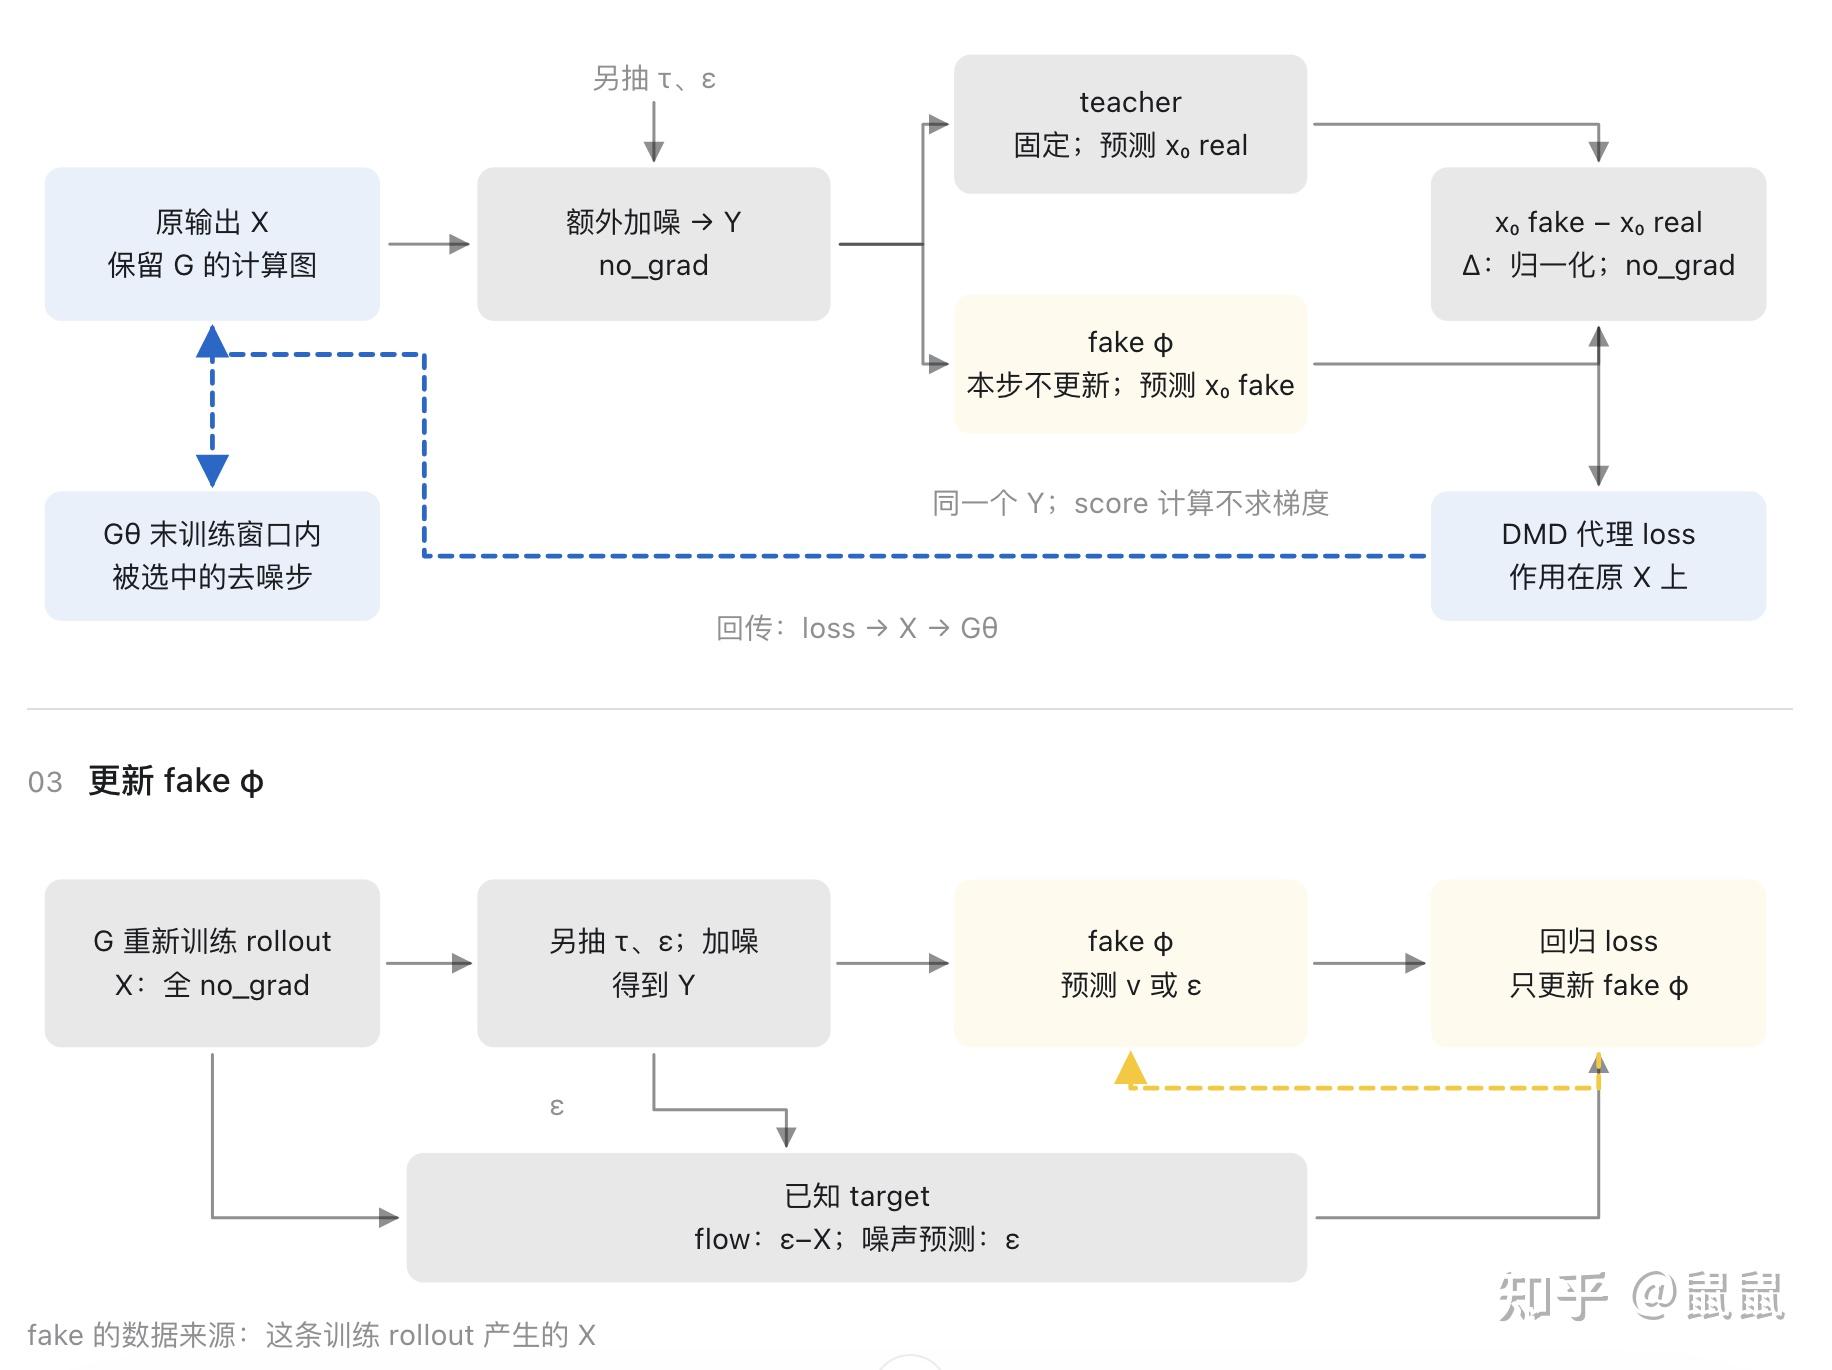 另抽 τ、ε
teacher
固定；预测 x₀ real
原输出 X
保留 G 的计算图
额外加噪 → Y
no_grad
x₀ fake − x₀ real
Δ：归一化；no_grad
fake ϕ
本步不更新；预测 x₀ fake
同一个 Y；score 计算不求梯度
Gθ 末训练窗口内
被选中的去噪步
DMD 代理 loss
作用在原 X 上
回传：loss → X → Gθ
03 更新 fake ϕ
G 重新训练 rollout
X：全 no_grad
另抽 τ、ε；加噪
得到 Y
fake ϕ
预测 v 或 ε
回归 loss
只更新 fake ϕ
ε
已知 target
flow：ε−X；噪声预测：ε
知乎 @鼠鼠
fake 的数据来源：这条训练 rollout 产生的 X